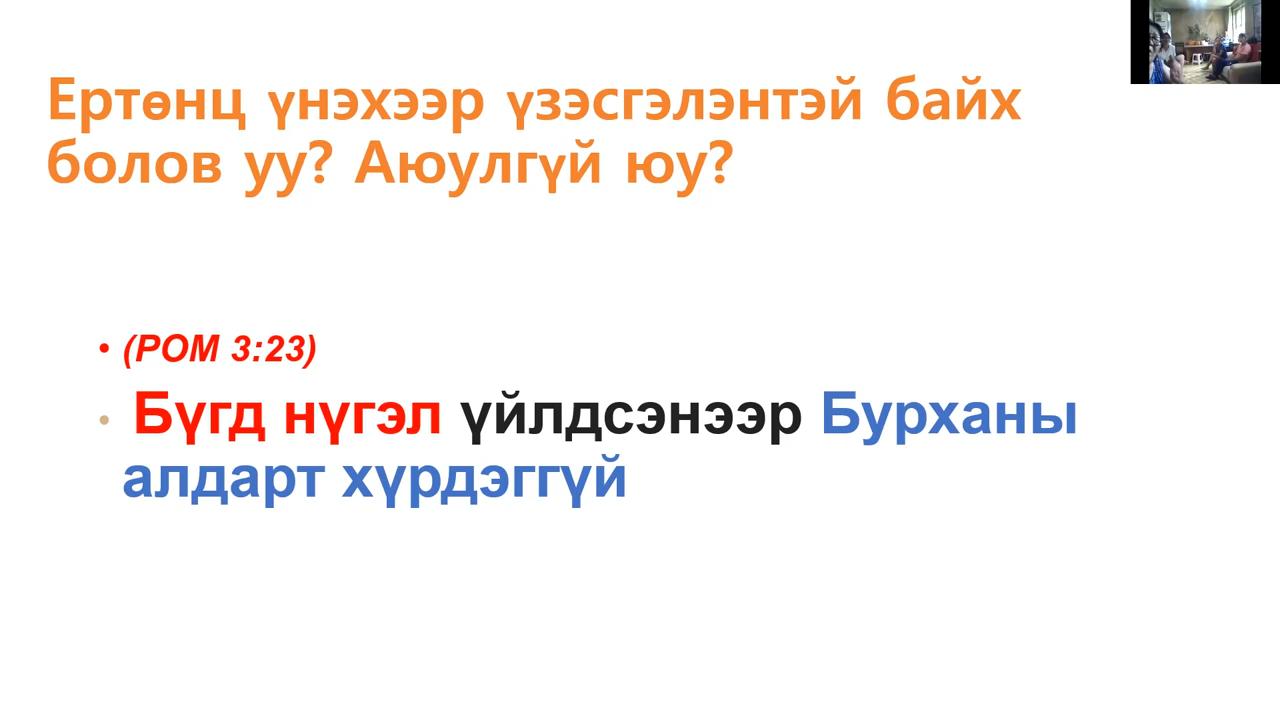 Ертөнц үнэхээр үзэсгэлэнтэй байх
болов уу? Аюулгүй юу?
• (РОМ 3:23)
• Бүгд нүгэл үйлдсэнээр Бурханы
алдарт хүрдэггүй